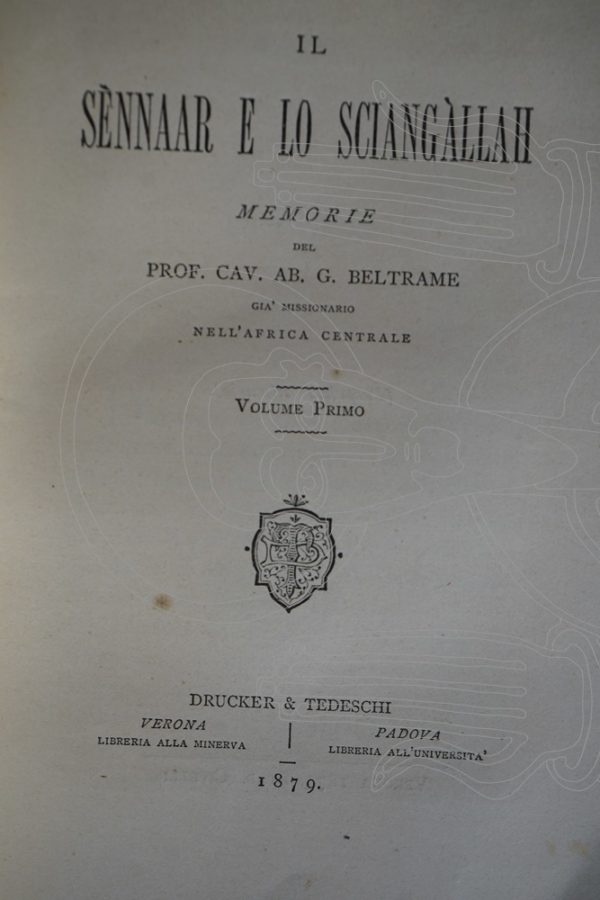 IL
SÈNNAAR E LO SCIANGÀLLAH
MEMORIE
DEL
PROF. CAV. AB. G. BELTRAME
GIA' MISSIONARIO
NELL'AFRICA CENTRALE
VOLUME PRIMO
DRUCKER & TEDESCHI
VERONA
LIBRERIA ALLA MINERVA
PADOVA
LIBRERIA ALL'UNIVERSITA'
1879.